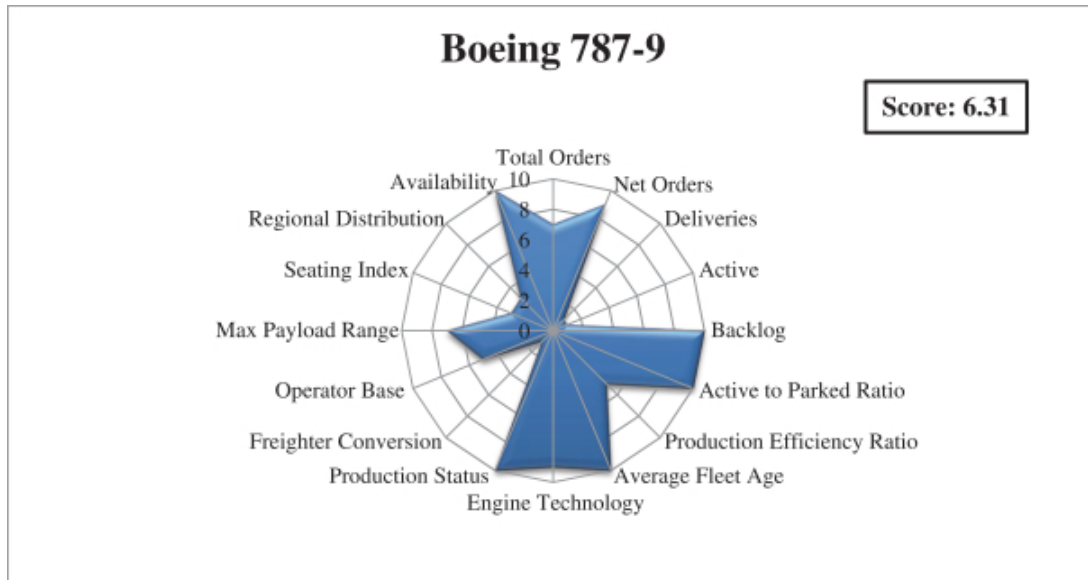 Boeing 787-9
Score: 6.31
Total Orders
Net Orders
Deliveries
Active
Backlog
Active to Parked Ratio
Production Efficiency Ratio
Average Fleet Age
Engine Technology
Production Status
Freighter Conversion
Operator Base
Max Payload Range
Seating Index
Regional Distribution
Availability
10
8
6
4
2
0